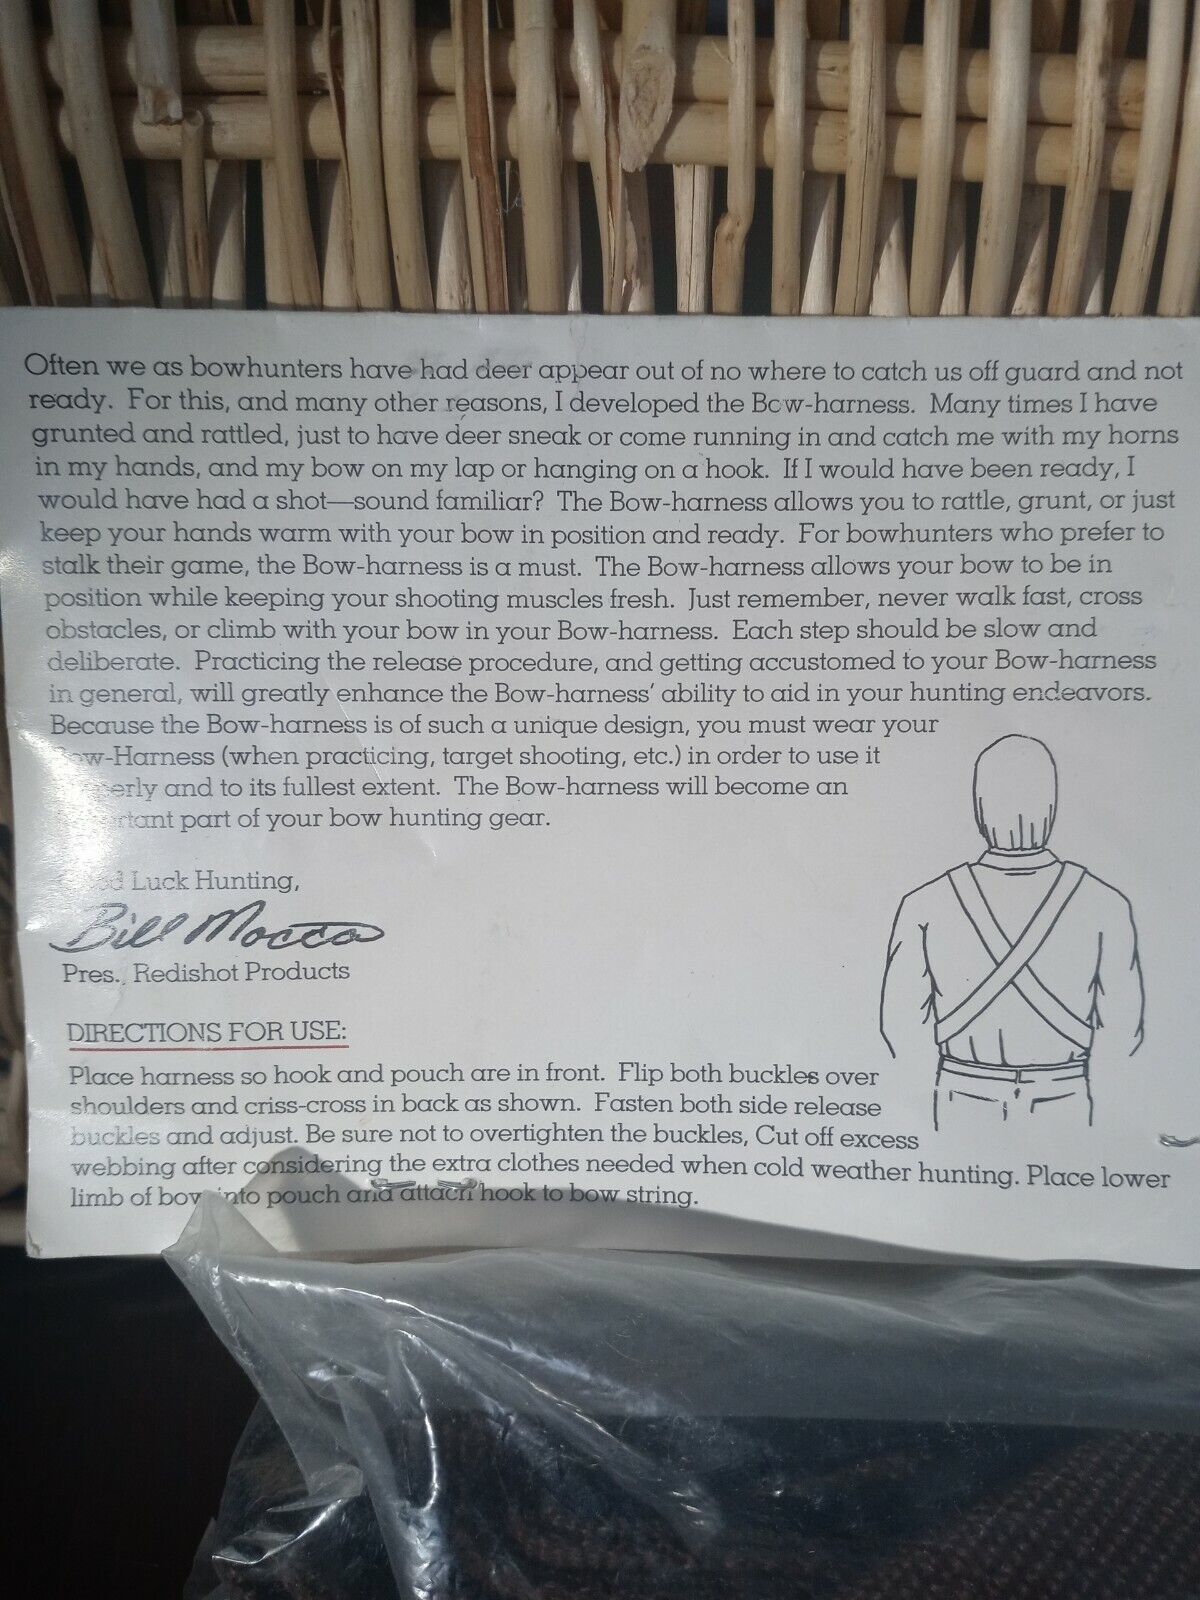 Often we as bowhunters have had deer appear out of no where to catch us off guard and not
ready. For this, and many other reasons, I developed the Bow-harness. Many times I have
grunted and rattled, just to have deer sneak or come running in and catch me with my horns
in my hands, and my bow on my lap or hanging on a hook. If I would have been ready, I
would have had a shot—sound familiar? The Bow-harness allows you to rattle, grunt, or just
keep your hands warm with your bow in position and ready. For bowhunters who prefer to
stalk their game, the Bow-harness is a must. The Bow-harness allows your bow to be in
position while keeping your shooting muscles fresh. Just remember, never walk fast, cross
obstacles, or climb with your bow in your Bow-harness. Each step should be slow and
deliberate. Practicing the release procedure, and getting accustomed to your Bow-harness
in general, will greatly enhance the Bow-harness' ability to aid in your hunting endeavors.
Because the Bow-harness is of such a unique design, you must wear your
Bow-Harness (when practicing, target shooting, etc.) in order to use it
properly and to its fullest extent. The Bow-harness will become an
important part of your bow hunting gear.
Good Luck Hunting,
Bill Mocca
Pres., Redishot Products
DIRECTIONS FOR USE:
Place harness so hook and pouch are in front. Flip both buckles over
shoulders and criss-cross in back as shown. Fasten both side release
buckles and adjust. Be sure not to overtighten the buckles, Cut off excess
webbing after considering the extra clothes needed when cold weather hunting. Place lower
limb of bow into pouch and attach hook to bow string.